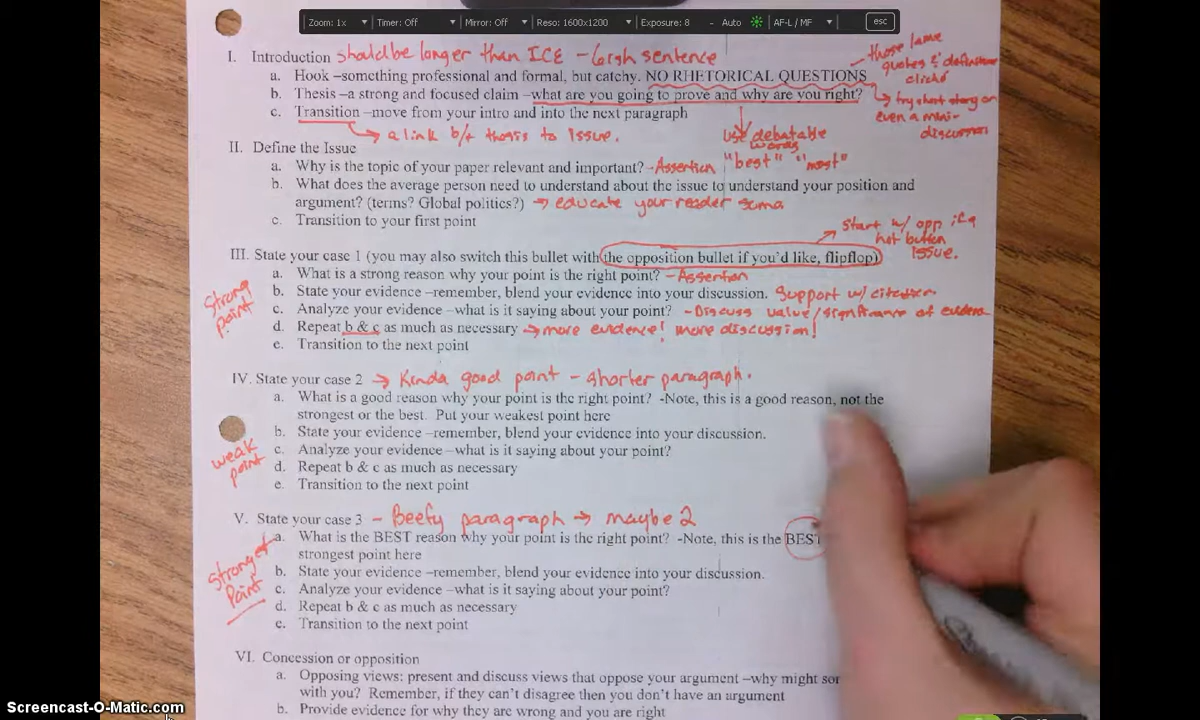 Zoom: 1x Timer: Off Mirror: Off Reso: 1600x1200 Exposure: 8 - Auto AF-L / MF esc
I. Introduction should be longer than ICE - 6ish sentence
those lame quotes & definitions cliché
a. Hook –something professional and formal, but catchy. NO RHETORICAL QUESTIONS
b. Thesis –a strong and focused claim –what are you going to prove and why are you right?
try short story or even a mini-discussion
c. Transition –move from your intro and into the next paragraph
→ a link b/t thesis to issue.
use debatable words
"best" "most"
II. Define the Issue
a. Why is the topic of your paper relevant and important? -Assertion
b. What does the average person need to understand about the issue to understand your position and
argument? (terms? Global politics?) → educate your reader
c. Transition to your first point
start w/ opp if a
hot button
issue.
III. State your case 1 (you may also switch this bullet with the opposition bullet if you'd like, flipflop)
a. What is a strong reason why your point is the right point? -Assertion
Strong
point
b. State your evidence –remember, blend your evidence into your discussion. Support w/ citation
c. Analyze your evidence –what is it saying about your point? -Discuss value/significance of
d. Repeat b & c as much as necessary → more evidence! more discussion!
e. Transition to the next point
IV. State your case 2 → Kinda good point - shorter paragraph.
a. What is a good reason why your point is the right point? -Note, this is a good reason, not the
strongest or the best. Put your weakest point here
b. State your evidence –remember, blend your evidence into your discussion.
weak
point
c. Analyze your evidence –what is it saying about your point?
d. Repeat b & c as much as necessary
e. Transition to the next point
V. State your case 3 - Beefy paragraph → maybe 2
a. What is the BEST reason why your point is the right point? -Note, this is the BEST
strongest point here
Strongest
Point
b. State your evidence –remember, blend your evidence into your discussion.
c. Analyze your evidence –what is it saying about your point?
d. Repeat b & c as much as necessary
e. Transition to the next point
VI. Concession or opposition
a. Opposing views: present and discuss views that oppose your argument –why might
with you? Remember, if they can't disagree then you don't have an argument
b. Provide evidence for why they are wrong and you are right
Screencast-O-Matic.com